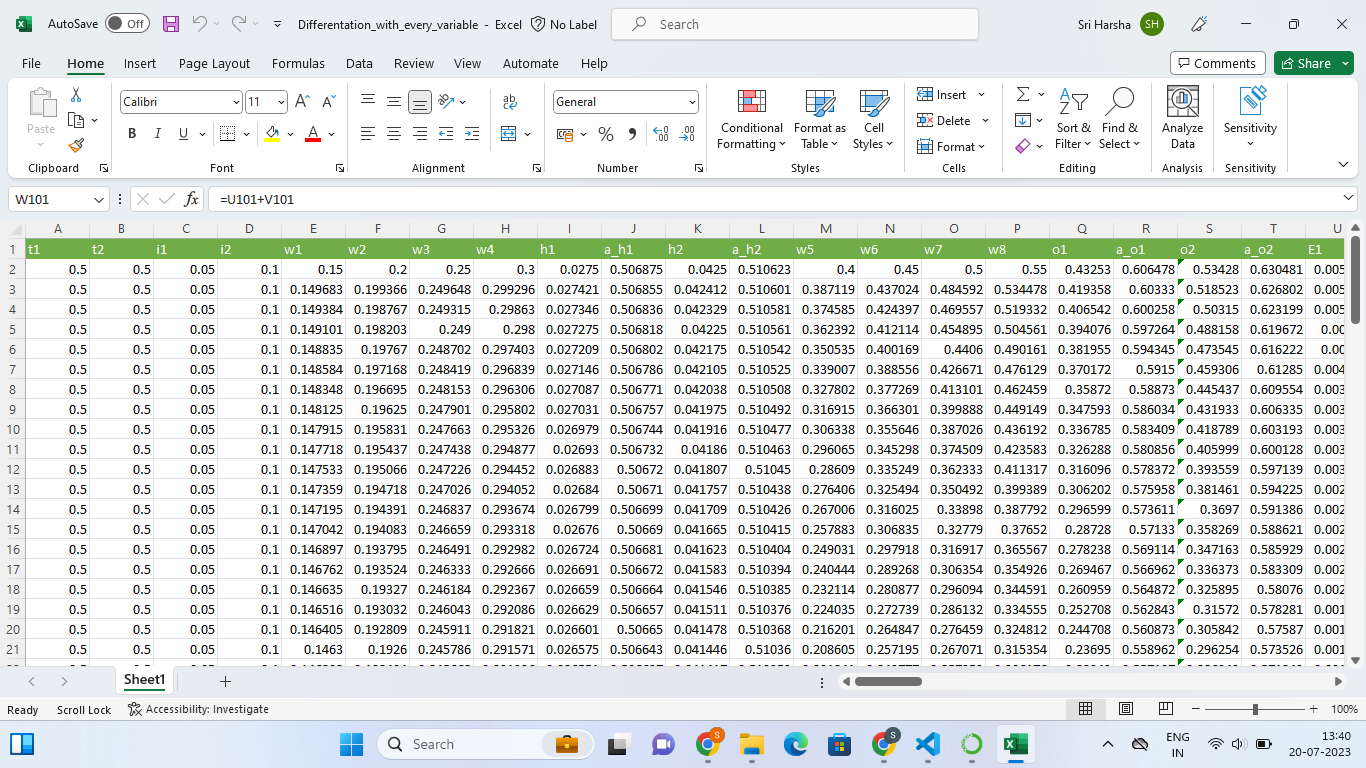 AutoSave Off Differentation_with_every_variable - Excel No Label Search Sri Harsha SH
File Home Insert Page Layout Formulas Data Review View Automate Help Comments Share
Paste Calibri 11 General Conditional Formatting Format as Table Cell Styles Insert Delete Format Sort & Filter Find & Select Analyze Data Sensitivity
Clipboard Font Alignment Number Styles Cells Editing Analysis Sensitivity
W101 fx =U101+V101
A B C D E F G H I J K L M N O P Q R S T U
1 t1 t2 i1 i2 w1 w2 w3 w4 h1 a_h1 h2 a_h2 w5 w6 w7 w8 o1 a_o1 o2 a_o2 E1
2 0.5 0.5 0.05 0.1 0.15 0.2 0.25 0.3 0.0275 0.506875 0.0425 0.510623 0.4 0.45 0.5 0.55 0.43253 0.606478 0.53428 0.630481 0.005
3 0.5 0.5 0.05 0.1 0.149683 0.199366 0.249648 0.299296 0.027421 0.506855 0.042412 0.510601 0.387119 0.437024 0.484592 0.534478 0.419358 0.60333 0.518523 0.626802 0.005
4 0.5 0.5 0.05 0.1 0.149384 0.198767 0.249315 0.29863 0.027346 0.506836 0.042329 0.510581 0.374585 0.424397 0.469557 0.519332 0.406542 0.600258 0.50315 0.623199 0.005
5 0.5 0.5 0.05 0.1 0.149101 0.198203 0.249 0.298 0.027275 0.506818 0.04225 0.510561 0.362392 0.412114 0.454895 0.504561 0.394076 0.597264 0.488158 0.619672 0.00
6 0.5 0.5 0.05 0.1 0.148835 0.19767 0.248702 0.297403 0.027209 0.506802 0.042175 0.510542 0.350535 0.400169 0.4406 0.490161 0.381955 0.594345 0.473545 0.616222 0.00
7 0.5 0.5 0.05 0.1 0.148584 0.197168 0.248419 0.296839 0.027146 0.506786 0.042105 0.510525 0.339007 0.388556 0.426671 0.476129 0.370172 0.5915 0.459306 0.61285 0.004
8 0.5 0.5 0.05 0.1 0.148348 0.196695 0.248153 0.296306 0.027087 0.506771 0.042038 0.510508 0.327802 0.377269 0.413101 0.462459 0.35872 0.58873 0.445437 0.609554 0.003
9 0.5 0.5 0.05 0.1 0.148125 0.19625 0.247901 0.295802 0.027031 0.506757 0.041975 0.510492 0.316915 0.366301 0.399888 0.449149 0.347593 0.586034 0.431933 0.606335 0.003
10 0.5 0.5 0.05 0.1 0.147915 0.195831 0.247663 0.295326 0.026979 0.506744 0.041916 0.510477 0.306338 0.355646 0.387026 0.436192 0.336785 0.583409 0.418789 0.603193 0.003
11 0.5 0.5 0.05 0.1 0.147718 0.195437 0.247438 0.294877 0.02693 0.506732 0.04186 0.510463 0.296065 0.345298 0.374509 0.423583 0.326288 0.580856 0.405999 0.600128 0.003
12 0.5 0.5 0.05 0.1 0.147533 0.195066 0.247226 0.294452 0.026883 0.50672 0.041807 0.51045 0.28609 0.335249 0.362333 0.411317 0.316096 0.578372 0.393559 0.597139 0.003
13 0.5 0.5 0.05 0.1 0.147359 0.194718 0.247026 0.294052 0.02684 0.50671 0.041757 0.510438 0.276406 0.325494 0.350492 0.399389 0.306202 0.575958 0.381461 0.594225 0.002
14 0.5 0.5 0.05 0.1 0.147195 0.194391 0.246837 0.293674 0.026799 0.506699 0.041709 0.510426 0.267006 0.316025 0.33898 0.387792 0.296599 0.573611 0.3697 0.591386 0.002
15 0.5 0.5 0.05 0.1 0.147042 0.194083 0.246659 0.293318 0.02676 0.50669 0.041665 0.510415 0.257883 0.306835 0.32779 0.37652 0.28728 0.57133 0.358269 0.588621 0.002
16 0.5 0.5 0.05 0.1 0.146897 0.193795 0.246491 0.292982 0.026724 0.506681 0.041623 0.510404 0.249031 0.297918 0.316917 0.365567 0.278238 0.569114 0.347163 0.585929 0.002
17 0.5 0.5 0.05 0.1 0.146762 0.193524 0.246333 0.292666 0.026691 0.506672 0.041583 0.510394 0.240444 0.289268 0.306354 0.354926 0.269467 0.566962 0.336373 0.583309 0.002
18 0.5 0.5 0.05 0.1 0.146635 0.19327 0.246184 0.292367 0.026659 0.506664 0.041546 0.510385 0.232114 0.280877 0.296094 0.344591 0.260959 0.564872 0.325895 0.58076 0.002
19 0.5 0.5 0.05 0.1 0.146516 0.193032 0.246043 0.292086 0.026629 0.506657 0.041511 0.510376 0.224035 0.272739 0.286132 0.334555 0.252708 0.562843 0.31572 0.578281 0.001
20 0.5 0.5 0.05 0.1 0.146405 0.192809 0.245911 0.291821 0.026601 0.50665 0.041478 0.510368 0.216201 0.264847 0.276459 0.324812 0.244708 0.560873 0.305842 0.57587 0.001
21 0.5 0.5 0.05 0.1 0.1463 0.1926 0.245786 0.291571 0.026575 0.506643 0.041446 0.51036 0.208605 0.257195 0.267071 0.315354 0.23695 0.558962 0.296254 0.573526 0.001
Sheet1
Ready Scroll Lock Accessibility: Investigate 100%
Search ENG IN 13:40 20-07-2023